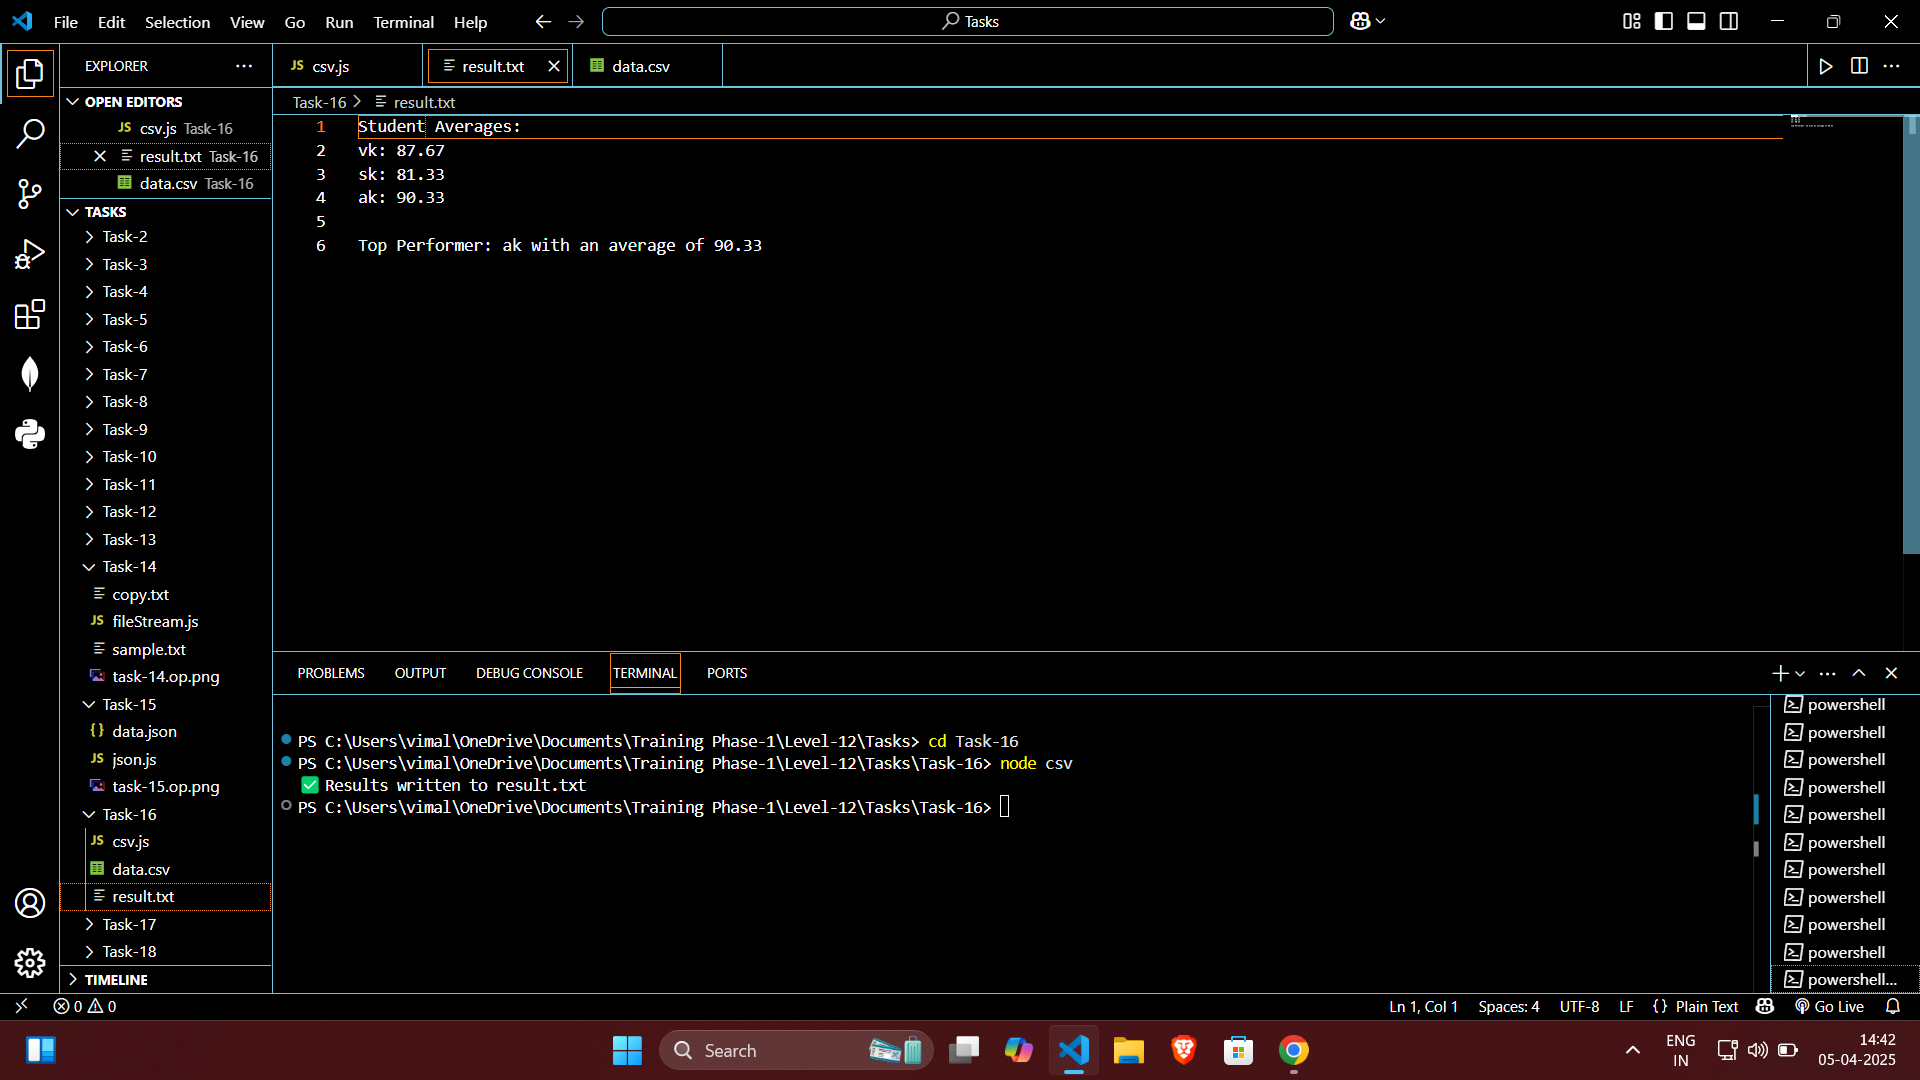 File Edit Selection View Go Run Terminal Help
Tasks
EXPLORER
OPEN EDITORS
JS csv.js Task-16
result.txt Task-16
data.csv Task-16
TASKS
Task-2
Task-3
Task-4
Task-5
Task-6
Task-7
Task-8
Task-9
Task-10
Task-11
Task-12
Task-13
Task-14
copy.txt
JS fileStream.js
sample.txt
task-14.op.png
Task-15
{} data.json
JS json.js
task-15.op.png
Task-16
JS csv.js
data.csv
result.txt
Task-17
Task-18
TIMELINE
JS csv.js
result.txt
data.csv
Task-16 > result.txt
1 Student Averages:
2 vk: 87.67
3 sk: 81.33
4 ak: 90.33
5
6 Top Performer: ak with an average of 90.33
PROBLEMS OUTPUT DEBUG CONSOLE TERMINAL PORTS
PS C:\Users\vimal\OneDrive\Documents\Training Phase-1\Level-12\Tasks> cd Task-16
PS C:\Users\vimal\OneDrive\Documents\Training Phase-1\Level-12\Tasks\Task-16> node csv
✅ Results written to result.txt
PS C:\Users\vimal\OneDrive\Documents\Training Phase-1\Level-12\Tasks\Task-16>
powershell
powershell
powershell
powershell
powershell
powershell
powershell
powershell
powershell
powershell
powershell...
0 0
Ln 1, Col 1 Spaces: 4 UTF-8 LF {} Plain Text Go Live
Search
ENG
IN
14:42
05-04-2025